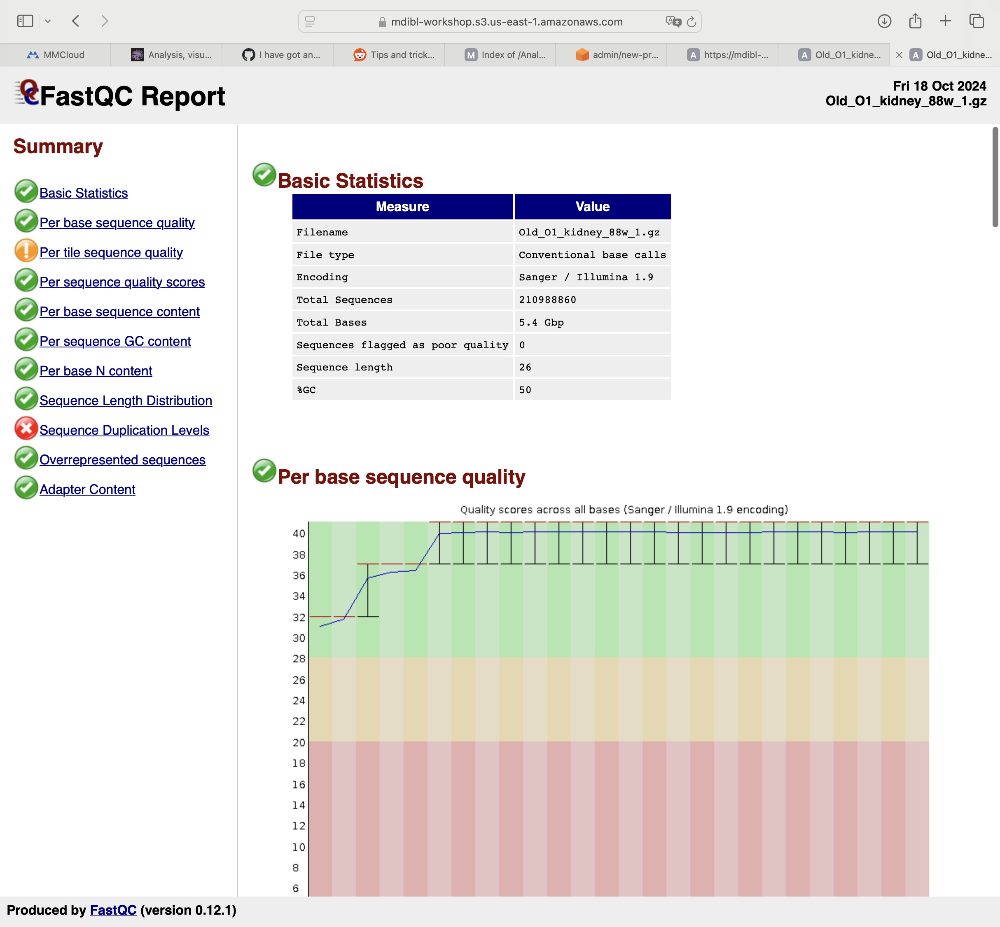 mdibl-workshop.s3.us-east-1.amazonaws.com
MMCloud
Analysis, visu...
I have got an...
Tips and trick...
M Index of /Anal...
admin/new-pr...
A https://mdibl-...
A Old_O1_kidne...
A Old_O1_kidne...
FastQC Report
Fri 18 Oct 2024
Old_O1_kidney_88w_1.gz
Summary
Basic Statistics
Per base sequence quality
Per tile sequence quality
Per sequence quality scores
Per base sequence content
Per sequence GC content
Per base N content
Sequence Length Distribution
Sequence Duplication Levels
Overrepresented sequences
Adapter Content
Basic Statistics
Measure Value
Filename Old_O1_kidney_88w_1.gz
File type Conventional base calls
Encoding Sanger / Illumina 1.9
Total Sequences 210988860
Total Bases 5.4 Gbp
Sequences flagged as poor quality 0
Sequence length 26
%GC 50
Per base sequence quality
Quality scores across all bases (Sanger / Illumina 1.9 encoding)
40
38
36
34
32
30
28
26
24
22
20
18
16
14
12
10
8
6
Produced by FastQC (version 0.12.1)